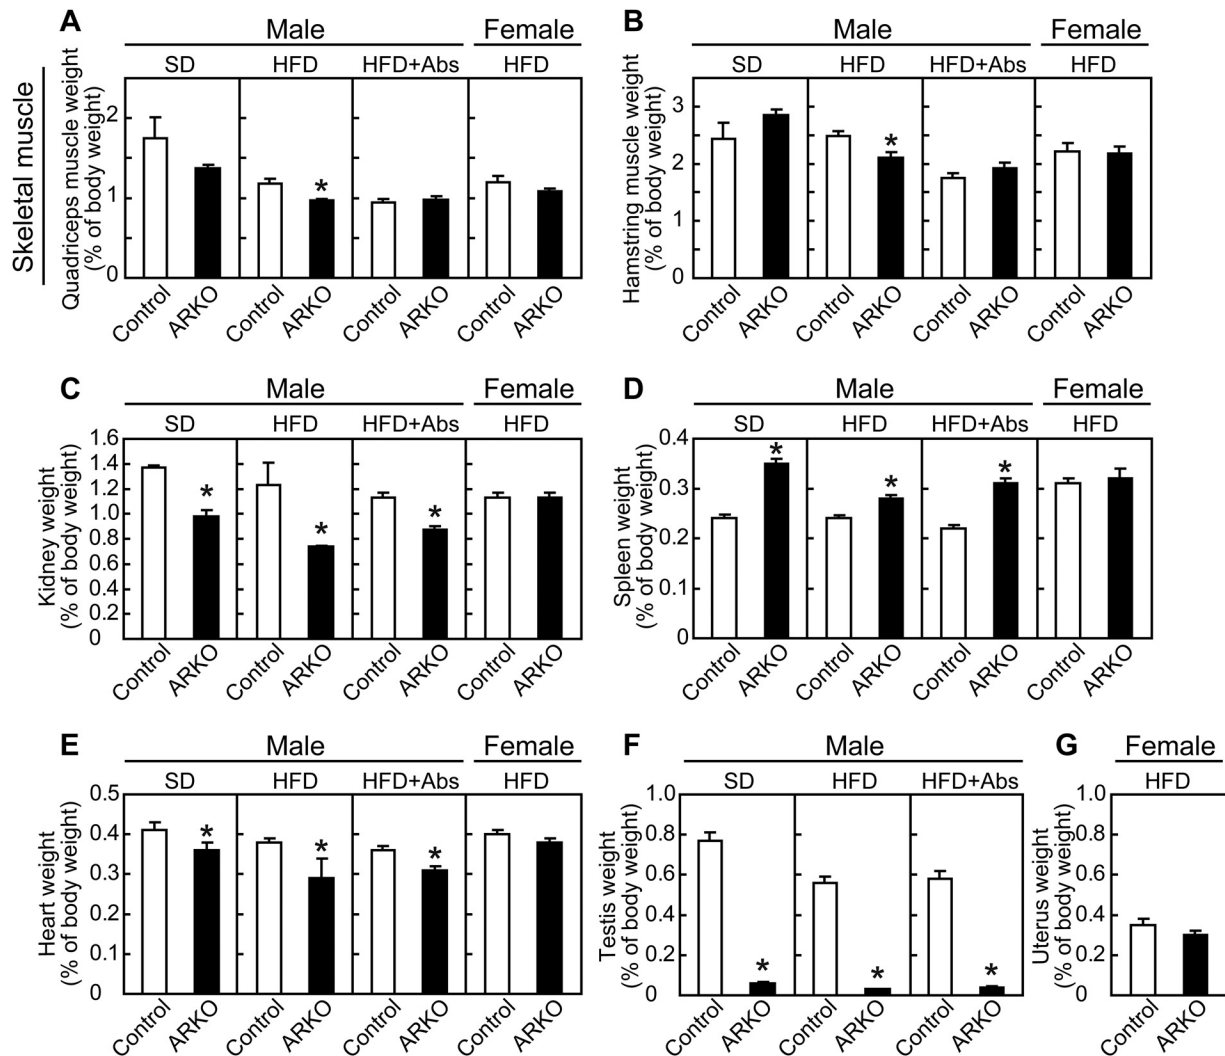 Skeletal muscle
A
Male Female
SD HFD HFD+Abs HFD
Quadriceps muscle weight
(% of body weight)
2
1
0
Control ARKO Control ARKO Control ARKO Control ARKO
B
Male Female
SD HFD HFD+Abs HFD
Hamstring muscle weight
(% of body weight)
3
2
1
0
Control ARKO Control ARKO Control ARKO Control ARKO
*
*
C
Male Female
SD HFD HFD+Abs HFD
Kidney weight
(% of body weight)
1.6
1.4
1.2
1.0
0.8
0.6
0.4
0.2
0
* * *
Control ARKO Control ARKO Control ARKO Control ARKO
D
Male Female
SD HFD HFD+Abs HFD
Spleen weight
(% of body weight)
0.4
0.3
0.2
0.1
0
* * *
Control ARKO Control ARKO Control ARKO Control ARKO
E
Male Female
SD HFD HFD+Abs HFD
Heart weight
(% of body weight)
0.5
0.4
0.3
0.2
0.1
0
* * *
Control ARKO Control ARKO Control ARKO Control ARKO
F
Male
SD HFD HFD+Abs
Testis weight
(% of body weight)
1.0
0.8
0.6
0.4
0.2
0
* * *
Control ARKO Control ARKO Control ARKO
G
Female
HFD
Uterus weight
(% of body weight)
1.0
0.8
0.6
0.4
0.2
0
Control ARKO